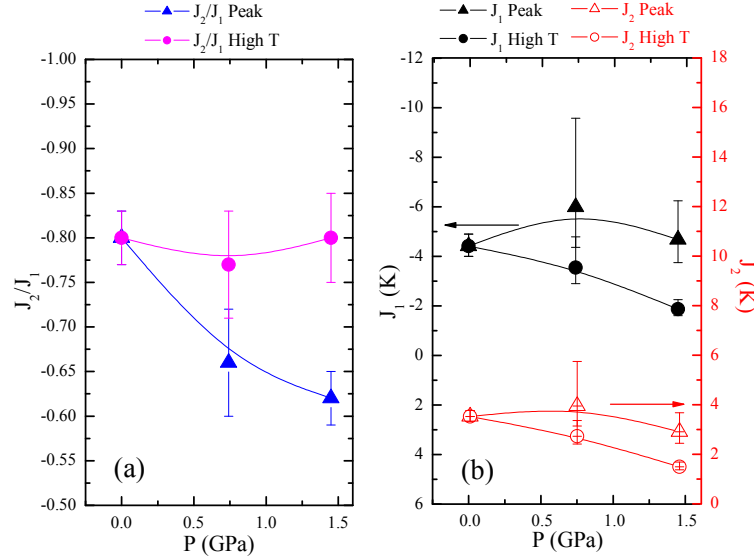 J2/J1 Peak
J2/J1 High T
-1.00
-0.95
-0.90
-0.85
-0.80
-0.75
-0.70
-0.65
-0.60
-0.55
-0.50
J2/J1
(a)
0.0 0.5 1.0 1.5
P (GPa)
J1 Peak J2 Peak
J1 High T J2 High T
-12
-10
-8
-6
-4
-2
0
2
4
6
J1 (K)
18
16
14
12
10
8
6
4
2
0
J2 (K)
(b)
0.0 0.5 1.0 1.5
P (GPa)